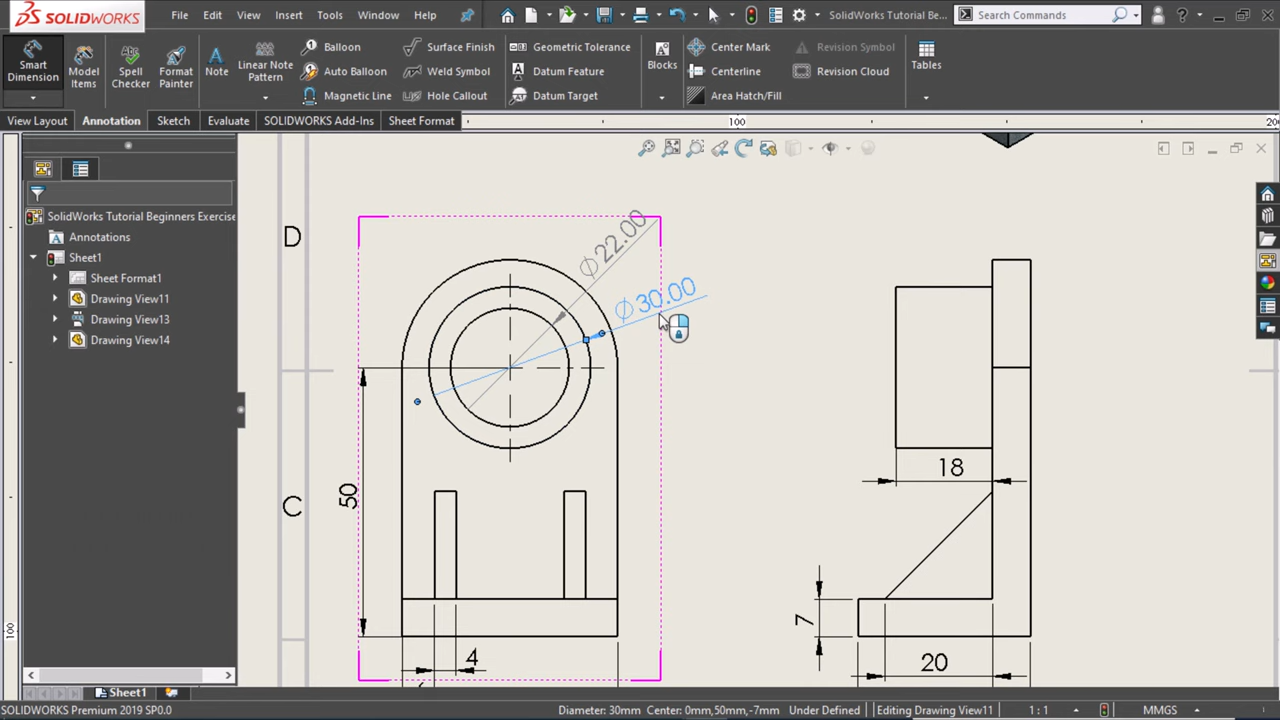 SOLIDWORKS File Edit View Insert Tools Window Help SolidWorks Tutorial Be... Search Commands ?
Smart Dimension
Model Items
Spell Checker
Format Painter
Note
Linear Note Pattern
Balloon
Auto Balloon
Magnetic Line
Surface Finish
Weld Symbol
Hole Callout
Geometric Tolerance
Datum Feature
Datum Target
Blocks
Center Mark
Centerline
Area Hatch/Fill
Revision Symbol
Revision Cloud
Tables
View Layout Annotation Sketch Evaluate SOLIDWORKS Add-Ins Sheet Format
100
SolidWorks Tutorial Beginners Exercise
Annotations
Sheet1
Sheet Format1
Drawing View11
Drawing View13
Drawing View14
D
C
100
∅22.00
∅30.00
50
4
18
7
20
Sheet1
SOLIDWORKS Premium 2019 SP0.0 Diameter: 30mm Center: 0mm,50mm,-7mm Under Defined Editing Drawing View11 1 : 1 MMGS